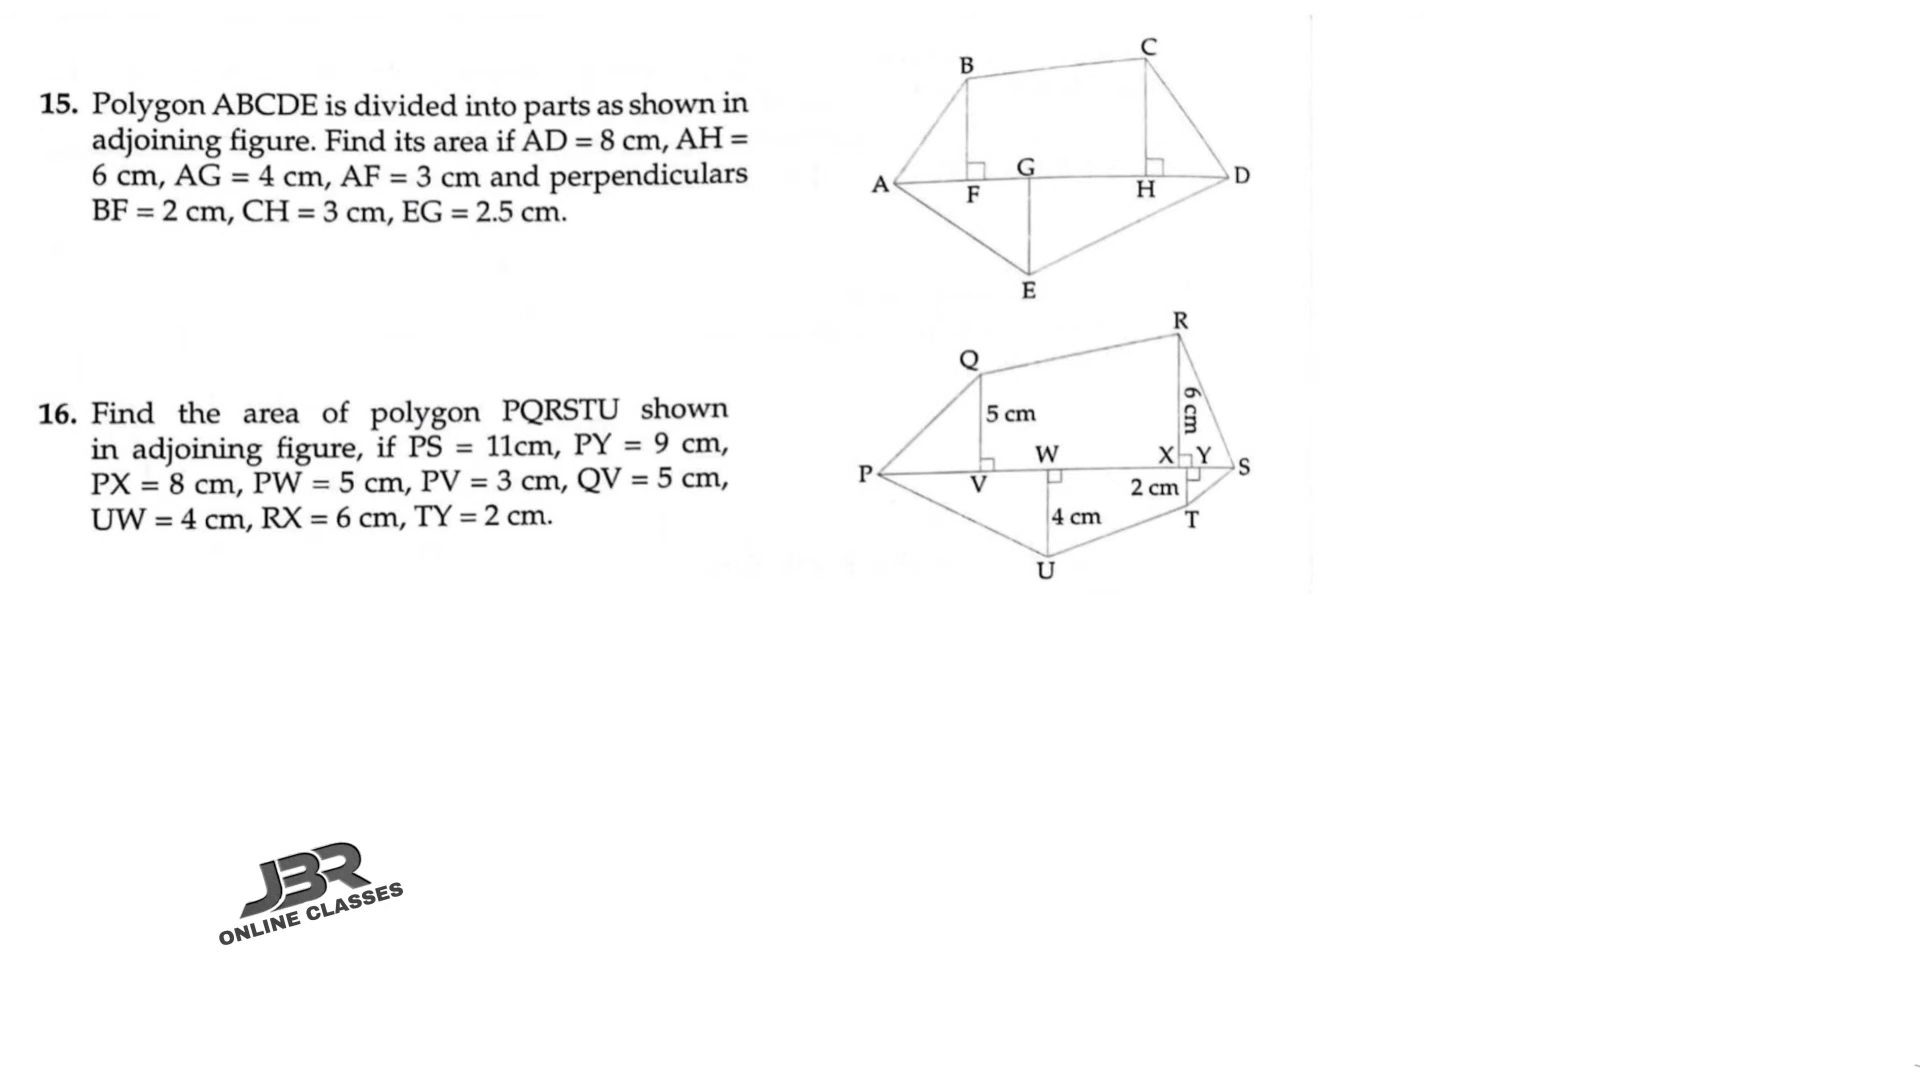 15. Polygon ABCDE is divided into parts as shown in
adjoining figure. Find its area if AD = 8 cm, AH =
6 cm, AG = 4 cm, AF = 3 cm and perpendiculars
BF = 2 cm, CH = 3 cm, EG = 2.5 cm.
B
C
A
F
G
H
D
E
16. Find the area of polygon PQRSTU shown
in adjoining figure, if PS = 11cm, PY = 9 cm,
PX = 8 cm, PW = 5 cm, PV = 3 cm, QV = 5 cm,
UW = 4 cm, RX = 6 cm, TY = 2 cm.
R
Q
5 cm
6 cm
W
X
Y
S
P
V
2 cm
4 cm
T
U
JBR
ONLINE CLASSES